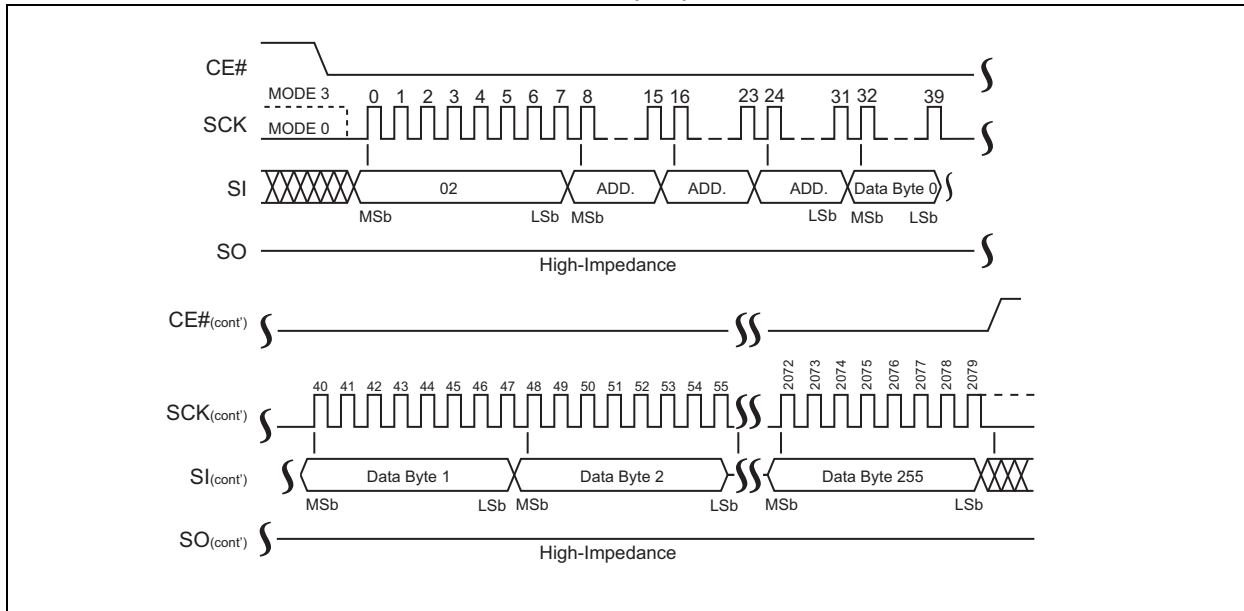 CE#
MODE 3
0 1 2 3 4 5 6 7 8 15 16 23 24 31 32 39
SCK
MODE 0
SI 02 ADD. ADD. ADD. Data Byte 0
MSb LSb MSb LSb MSb LSb
SO
High-Impedance
CE#(cont')
40 41 42 43 44 45 46 47 48 49 50 51 52 53 54 55 2072 2073 2074 2075 2076 2077 2078 2079
SCK(cont')
SI(cont') Data Byte 1 Data Byte 2 Data Byte 255
MSb LSb MSb LSb MSb LSb
SO(cont')
High-Impedance